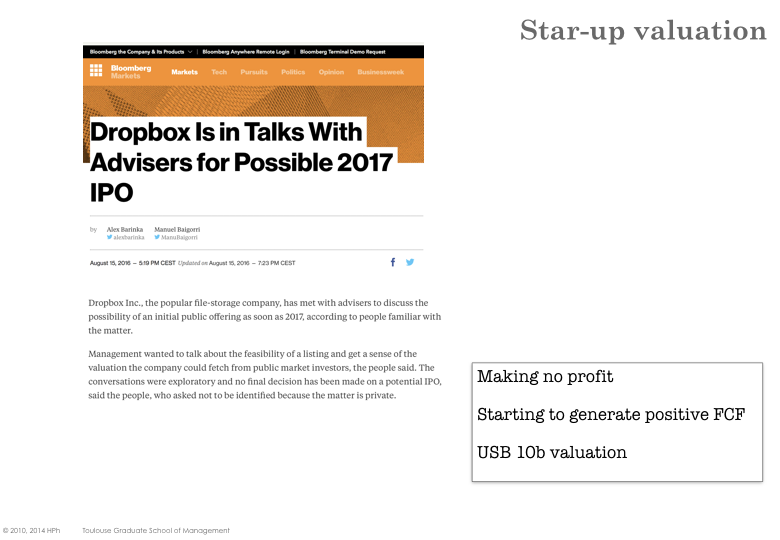 Star-up valuation
Bloomberg the Company & Its Products | Bloomberg Anywhere Remote Login | Bloomberg Terminal Demo Request
Bloomberg
Markets
Markets Tech Pursuits Politics Opinion Businessweek
Dropbox Is in Talks With
Advisers for Possible 2017
IPO
by Alex Barinka Manuel Baigorri
alexbarinka ManuBaigorri
August 15, 2016 — 5:19 PM CEST Updated on August 15, 2016 — 7:23 PM CEST
Dropbox Inc., the popular file-storage company, has met with advisers to discuss the
possibility of an initial public offering as soon as 2017, according to people familiar with
the matter.
Management wanted to talk about the feasibility of a listing and get a sense of the
valuation the company could fetch from public market investors, the people said. The
conversations were exploratory and no final decision has been made on a potential IPO,
said the people, who asked not to be identified because the matter is private.
Making no profit
Starting to generate positive FCF
USB 10b valuation
© 2010, 2014 HPh Toulouse Graduate School of Management